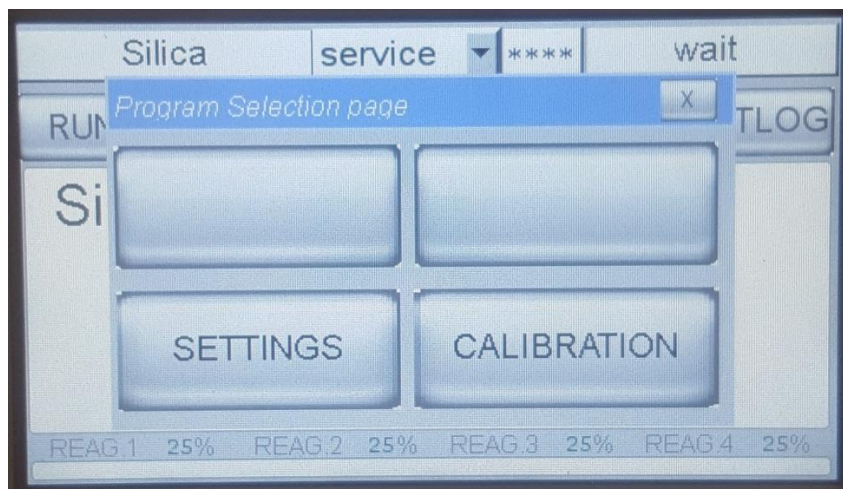 Silica service **** wait
Program Selection page X
RUN TLOG
Si
SETTINGS CALIBRATION
REAG.1 25% REAG.2 25% REAG.3 25% REAG.4 25%